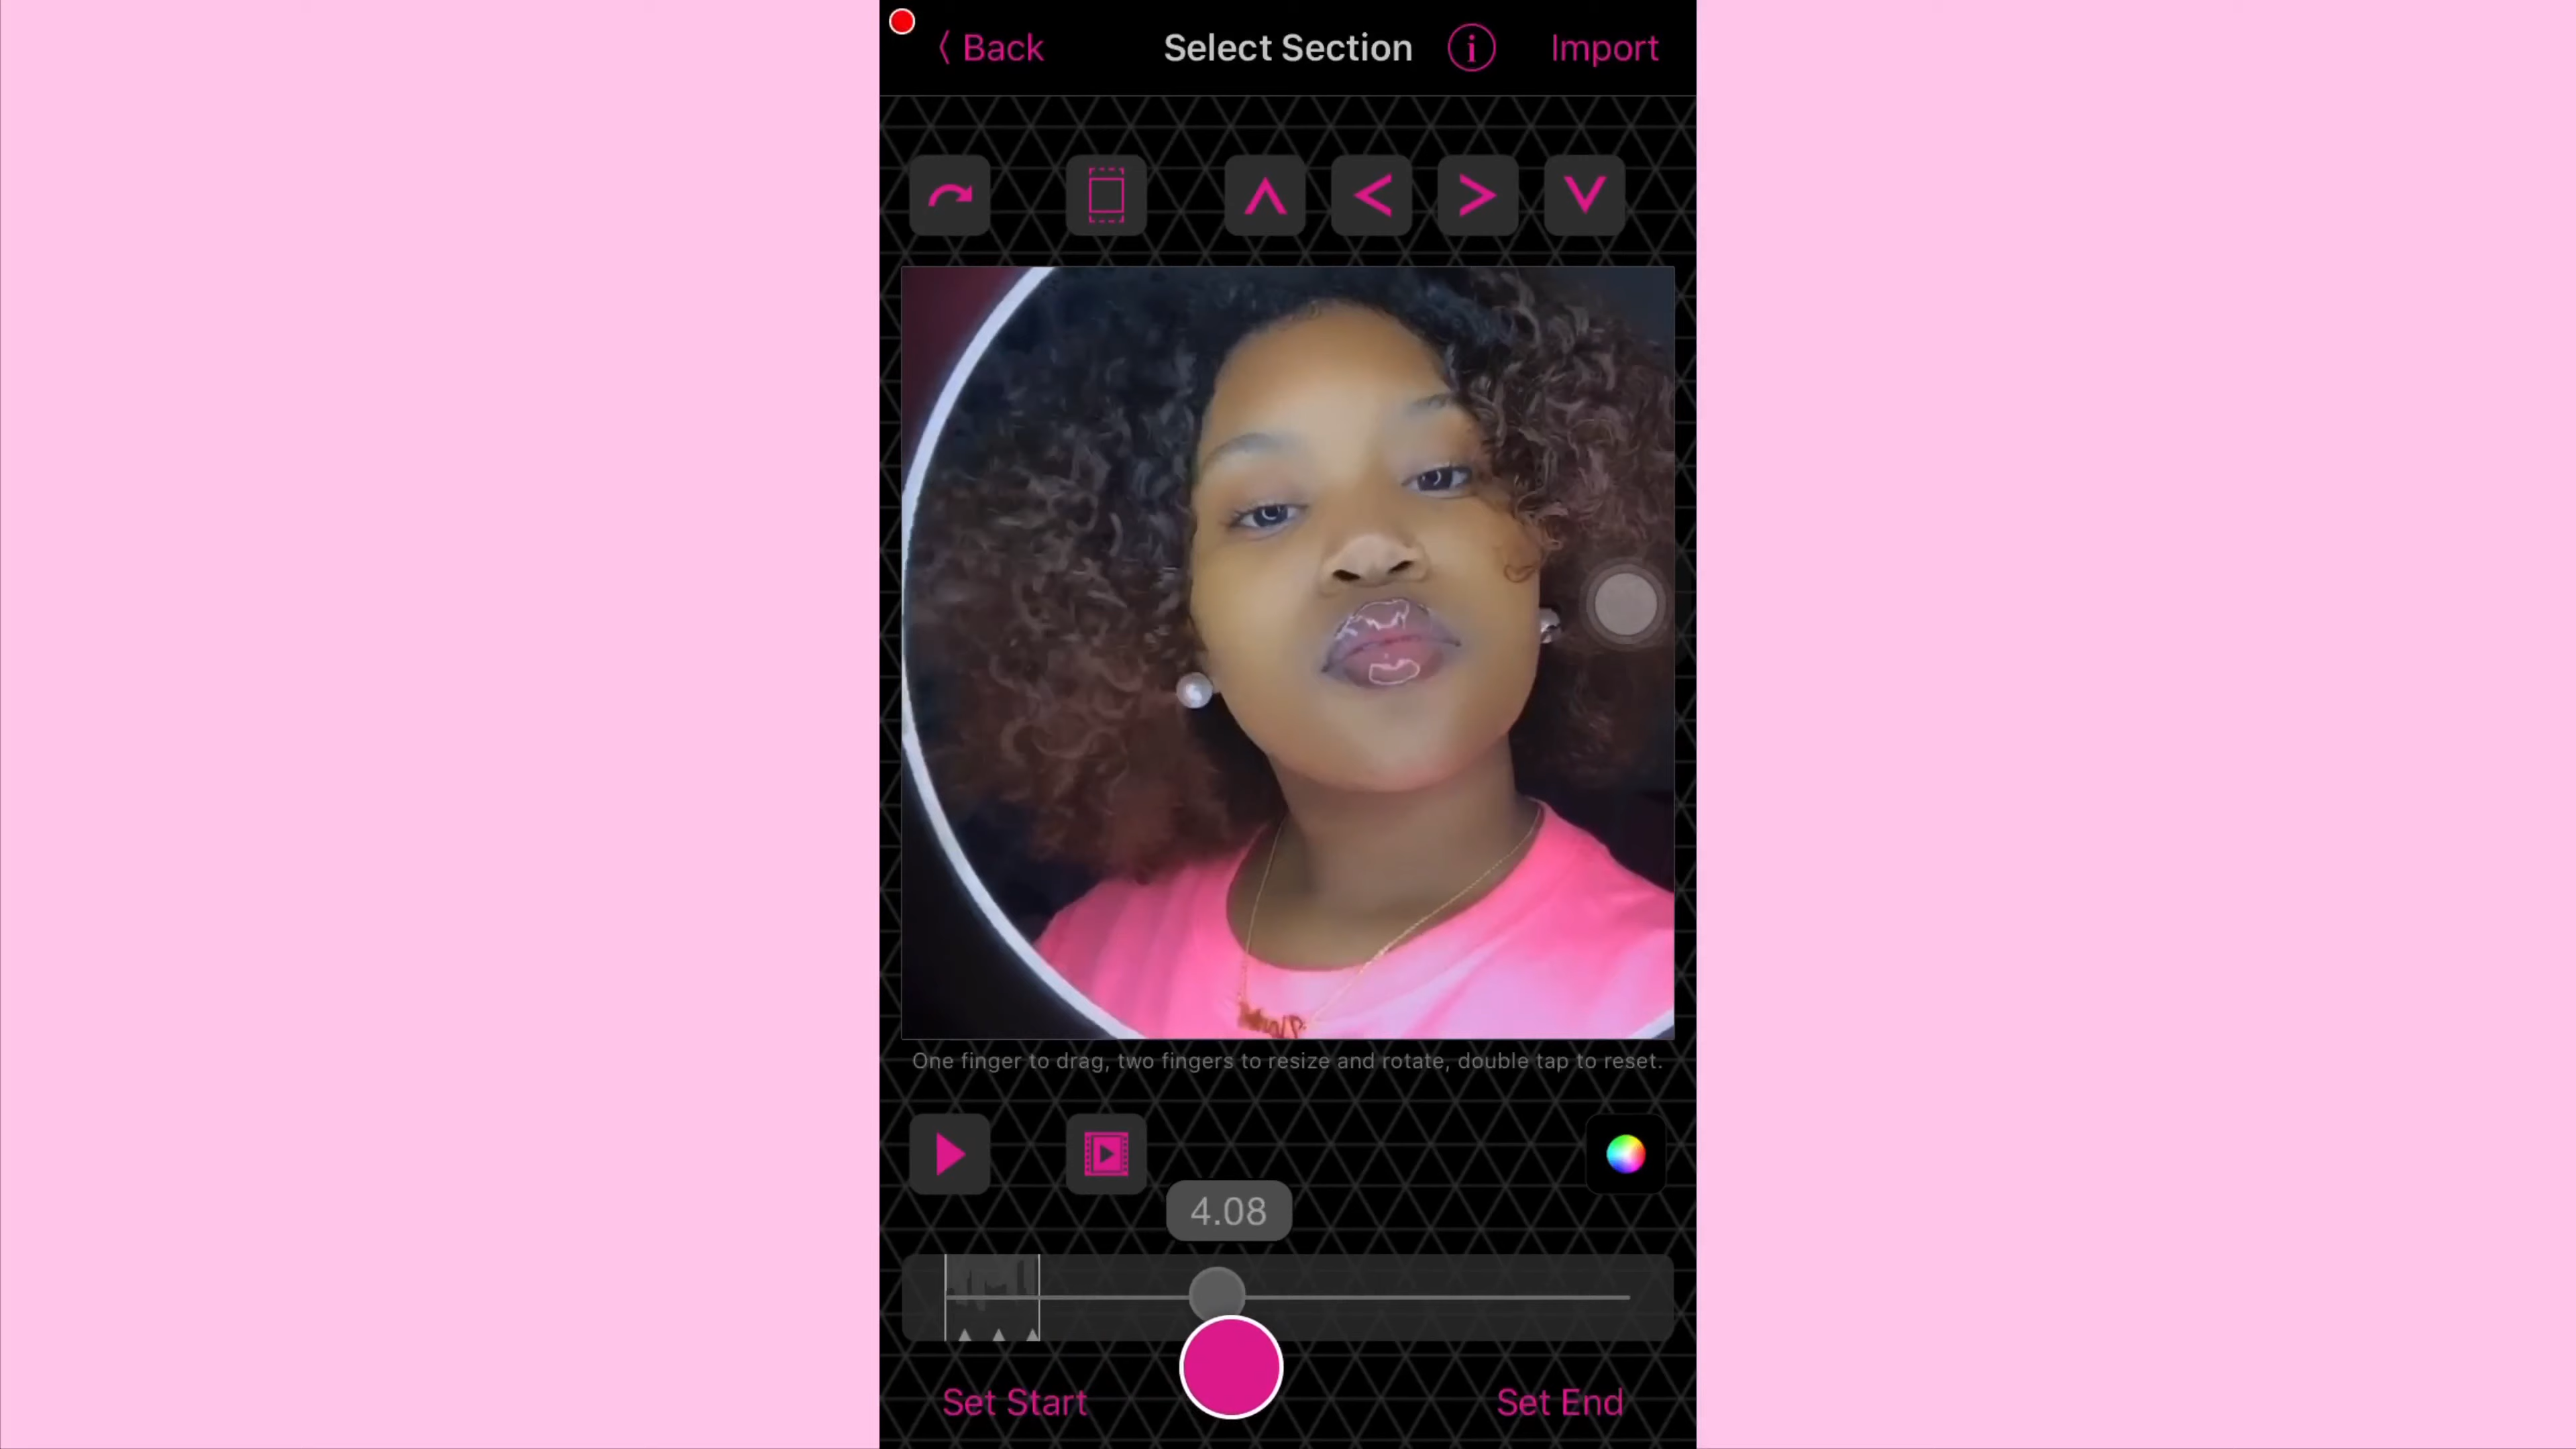 Back
Select Section
i
Import
One finger to drag, two fingers to resize and rotate, double tap to reset.
4.08
Set Start
Set End